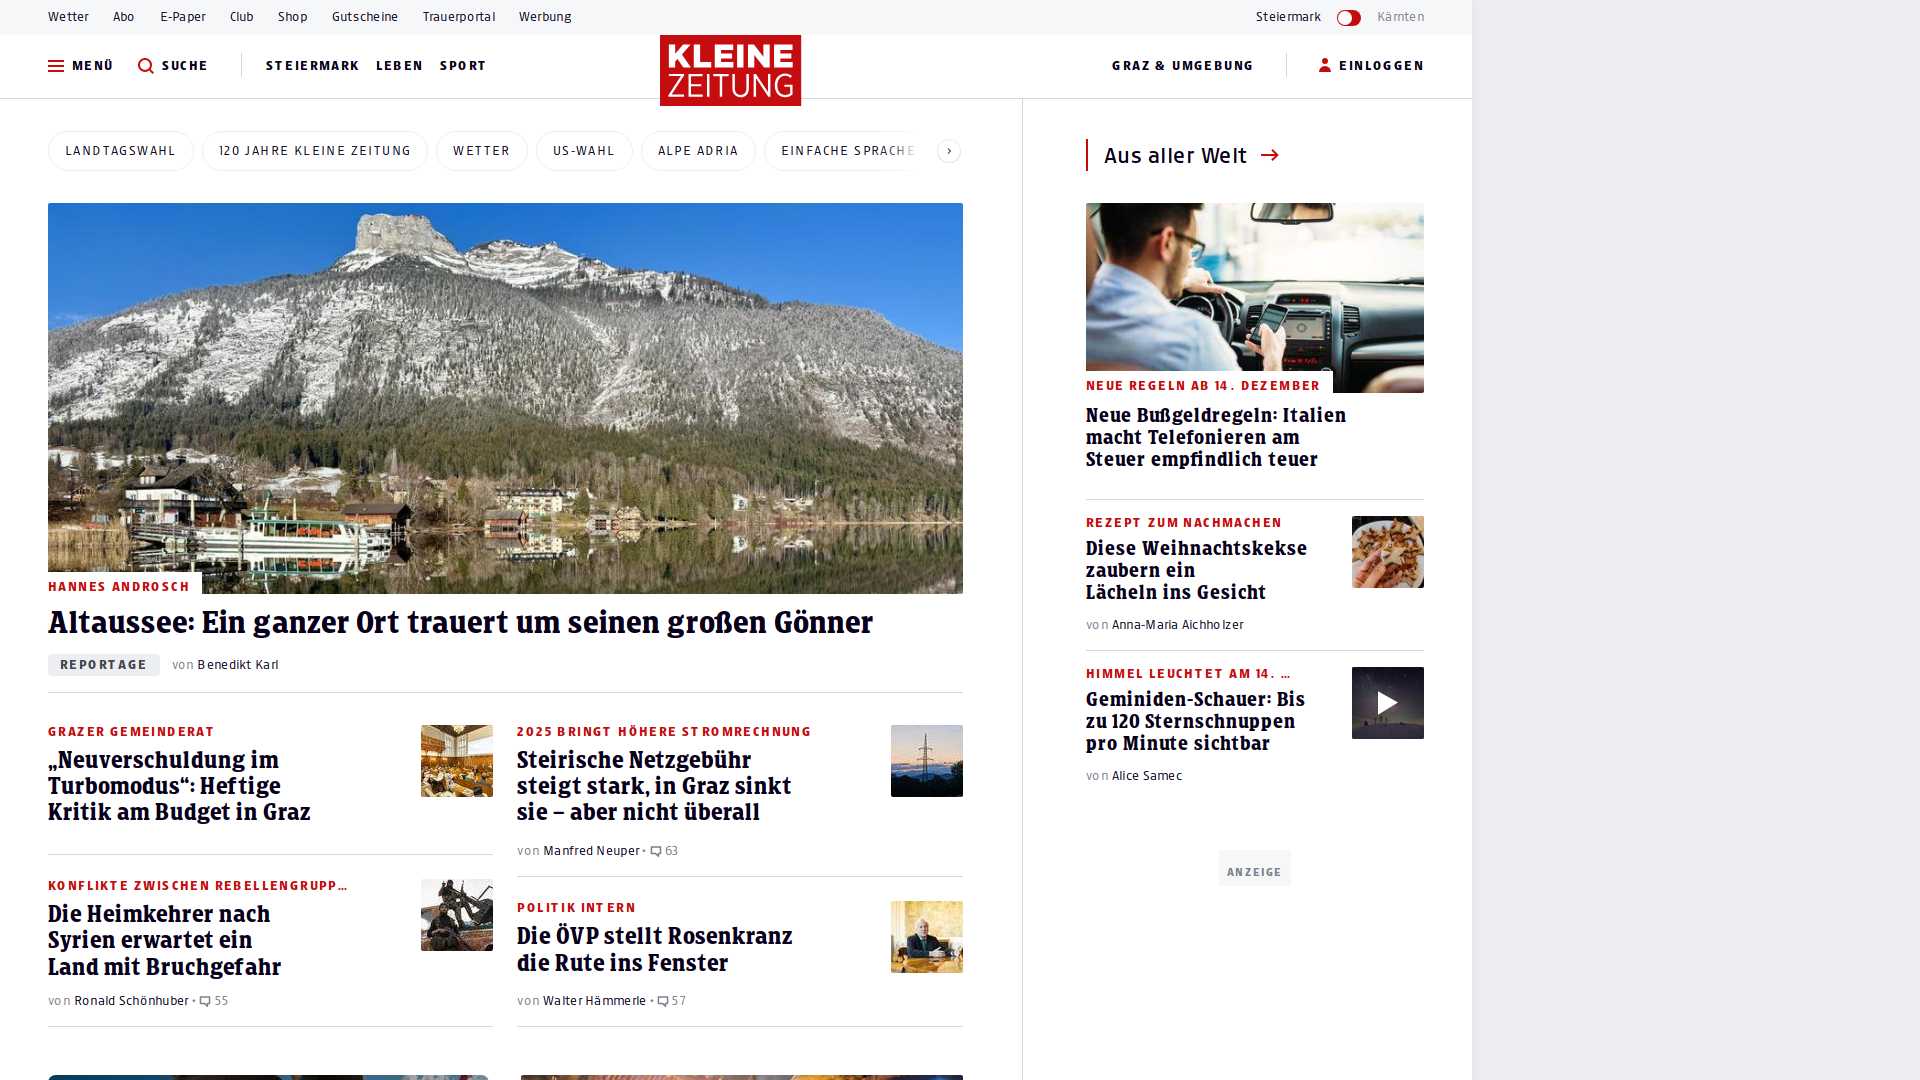 Wetter Abo E-Paper Club Shop Gutscheine Trauerportal Werbung Steiermark Kärnten
MENÜ SUCHE STEIERMARK LEBEN SPORT KLEINE ZEITUNG GRAZ & UMGEBUNG EINLOGGEN
LANDTAGSWAHL 120 JAHRE KLEINE ZEITUNG WETTER US-WAHL ALPE ADRIA EINFACHE SPRACHE
HANNES ANDROSCH
Altaussee: Ein ganzer Ort trauert um seinen großen Gönner
REPORTAGE von Benedikt Karl
GRAZER GEMEINDERAT
„Neuverschuldung im
Turbomodus“: Heftige
Kritik am Budget in Graz
KONFLIKTE ZWISCHEN REBELLENGRUPP…
Die Heimkehrer nach
Syrien erwartet ein
Land mit Bruchgefahr
von Ronald Schönhuber • 55
2025 BRINGT HÖHERE STROMRECHNUNG
Steirische Netzgebühr
steigt stark, in Graz sinkt
sie – aber nicht überall
von Manfred Neuper • 63
POLITIK INTERN
Die ÖVP stellt Rosenkranz
die Rute ins Fenster
von Walter Hämmerle • 57
Aus aller Welt
NEUE REGELN AB 14. DEZEMBER
Neue Bußgeldregeln: Italien
macht Telefonieren am
Steuer empfindlich teuer
REZEPT ZUM NACHMACHEN
Diese Weihnachtskekse
zaubern ein
Lächeln ins Gesicht
von Anna-Maria Aichholzer
HIMMEL LEUCHTET AM 14. …
Geminiden-Schauer: Bis
zu 120 Sternschnuppen
pro Minute sichtbar
von Alice Samec
ANZEIGE